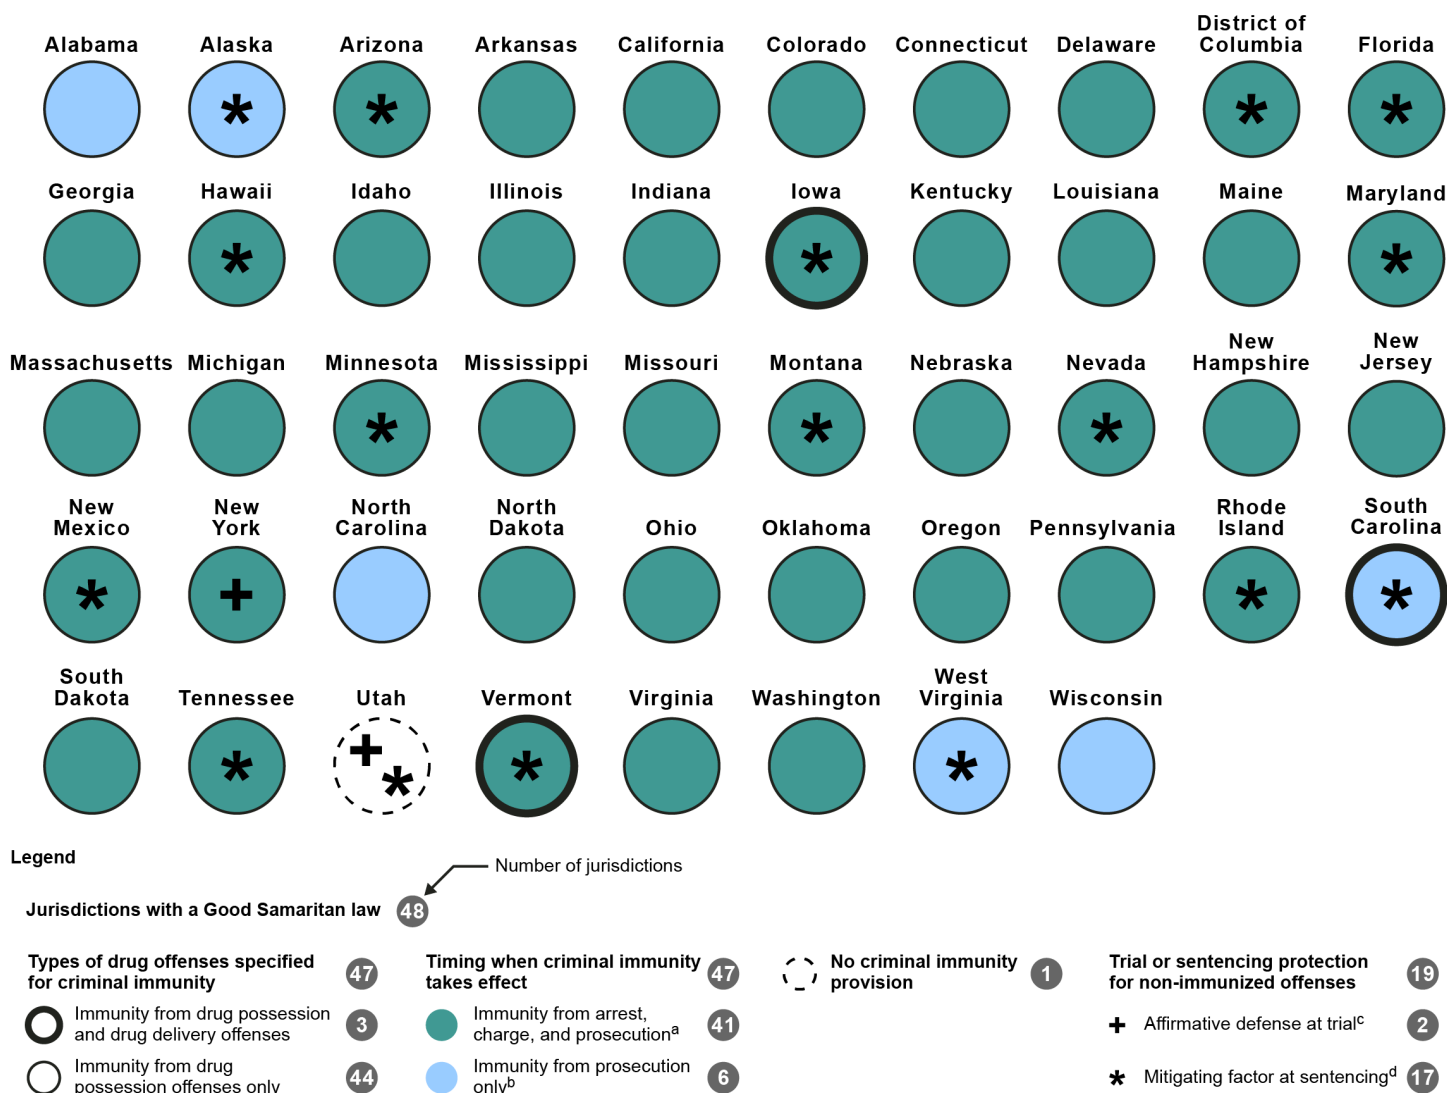 Alabama
Alaska
Arizona
Arkansas
California
Colorado
Connecticut
Delaware
District of
Columbia
Florida
Georgia
Hawaii
Idaho
Illinois
Indiana
Iowa
Kentucky
Louisiana
Maine
Maryland
Massachusetts
Michigan
Minnesota
Mississippi
Missouri
Montana
Nebraska
Nevada
New
Hampshire
New
Jersey
New
Mexico
New
York
North
Carolina
North
Dakota
Ohio
Oklahoma
Oregon
Pennsylvania
Rhode
Island
South
Carolina
South
Dakota
Tennessee
Utah
Vermont
Virginia
Washington
West
Virginia
Wisconsin
Legend
Number of jurisdictions
Jurisdictions with a Good Samaritan law 48
Types of drug offenses specified
for criminal immunity 47
Immunity from drug possession
and drug delivery offenses 3
Immunity from drug
possession offenses only 44
Timing when criminal immunity
takes effect 47
Immunity from arrest,
charge, and prosecution^a 41
Immunity from prosecution
only^b 6
No criminal immunity
provision 1
Trial or sentencing protection
for non-immunized offenses 19
+ Affirmative defense at trial^c 2
* Mitigating factor at sentencing^d 17